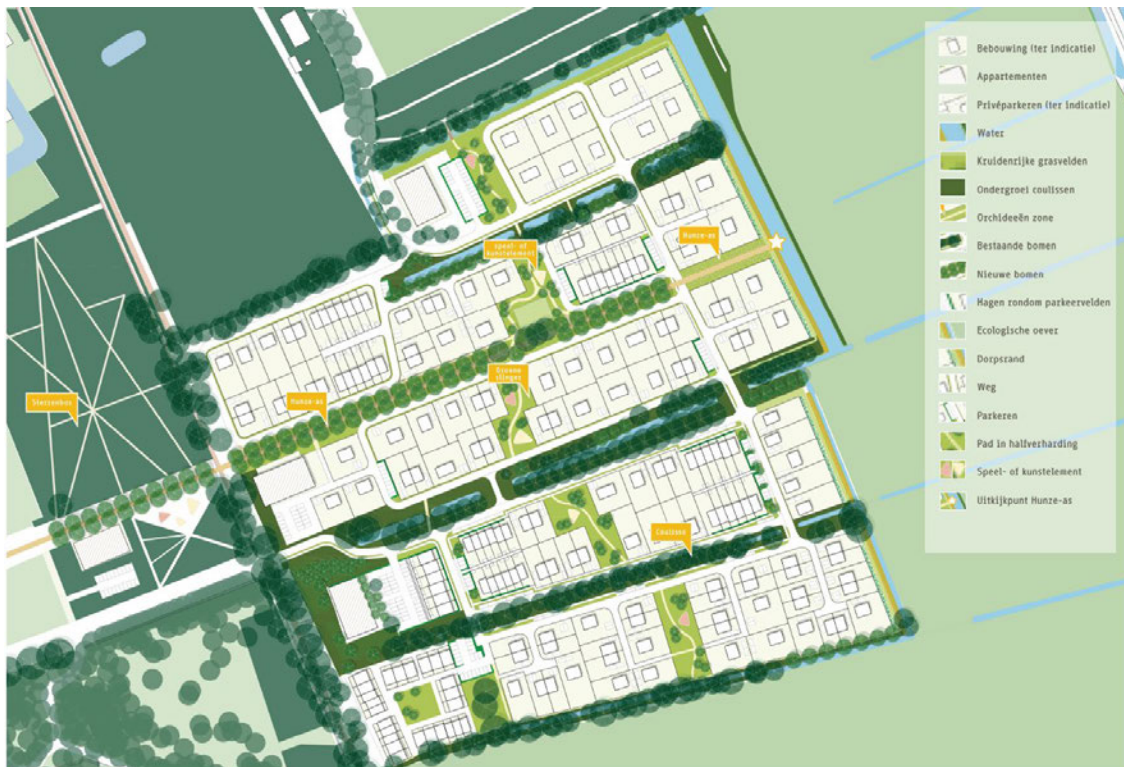 Bebouwing (ter indicatie)
Appartementen
Privéparkeren (ter indicatie)
Water
Kruidenrijke grasvelden
Ondergroei coulissen
Orchideeën zone
Bestaande bomen
Nieuwe bomen
Hagen rondom parkeervelden
Ecologische oever
Dorpsrand
Weg
Parkeren
Pad in halfverharding
Speel- of kunstelement
Uitkijkpunt Hunze-as
Hunze-as
speel- of
kunstelement
Groene
slinger
Hunze-as
Sterrenbos
Coulisse